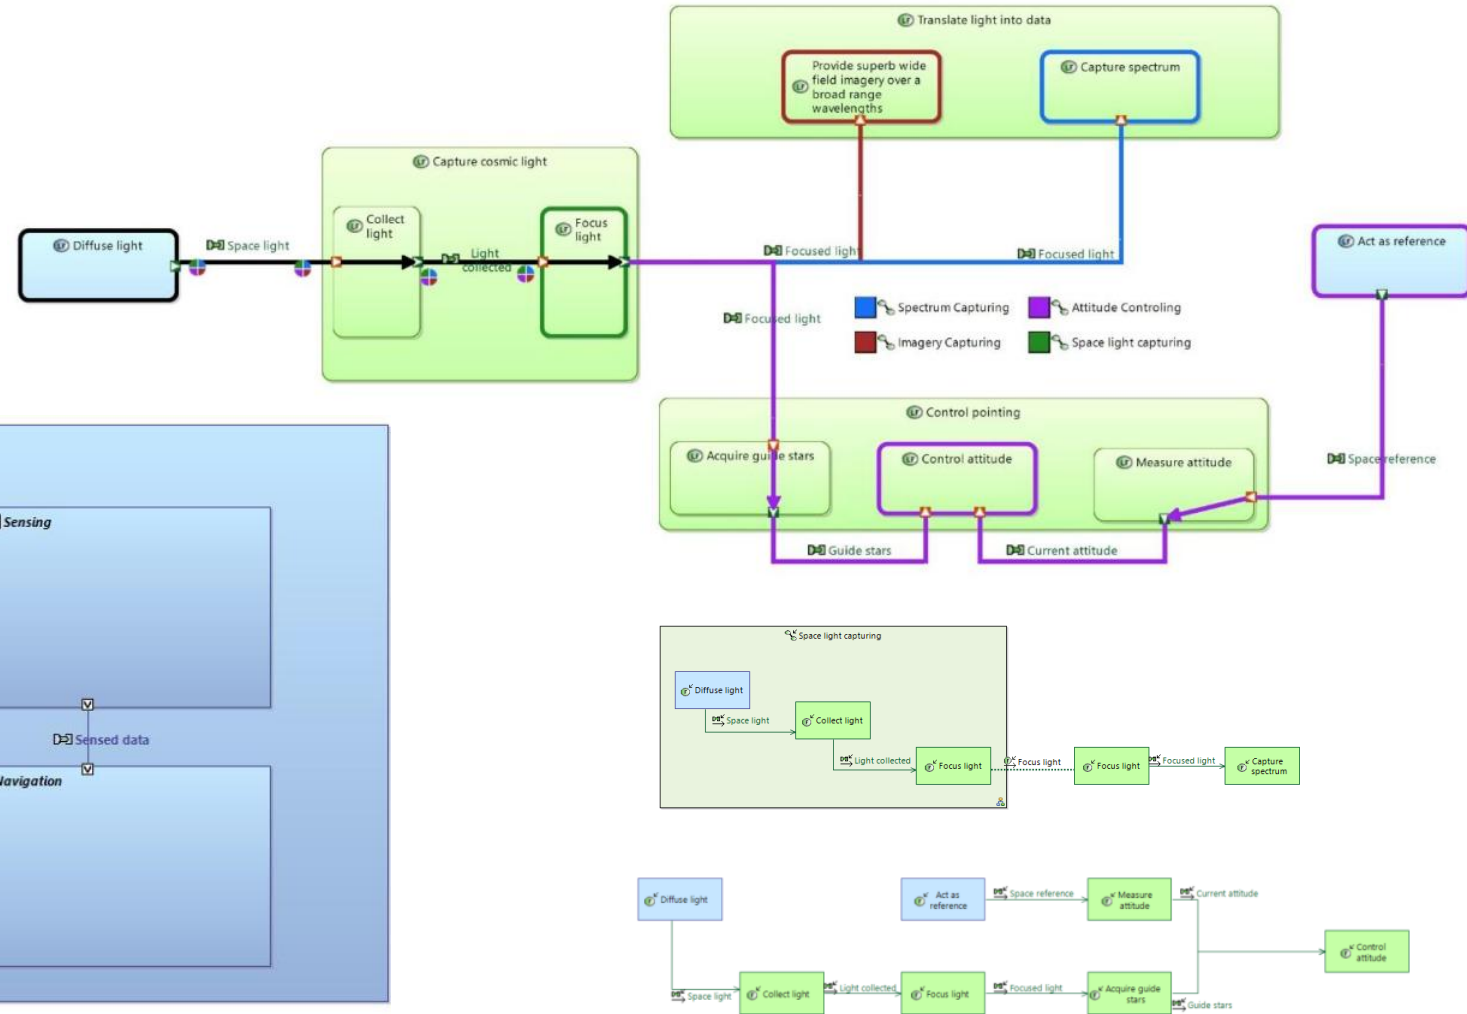 Translate light into data
Provide superb wide
field imagery over a
broad range
wavelengths
Capture spectrum
Capture cosmic light
Collect
light
Focus
light
Diffuse light
Space light
Light
collected
Focused light
Focused light
Focused light
Act as reference
Spectrum Capturing
Attitude Controling
Imagery Capturing
Space light capturing
Control pointing
Acquire guide stars
Control attitude
Measure attitude
Space reference
Guide stars
Current attitude
Sensing
Sensed data
Navigation
Space light capturing
Diffuse light
Space light
Collect light
Light collected
Focus light
Focus light
Focus light
Focused light
Capture
spectrum
Diffuse light
Act as
reference
Space reference
Measure
attitude
Current attitude
Control
attitude
Space light
Collect light
Light collected
Focus light
Focused light
Acquire guide
stars
Guide stars